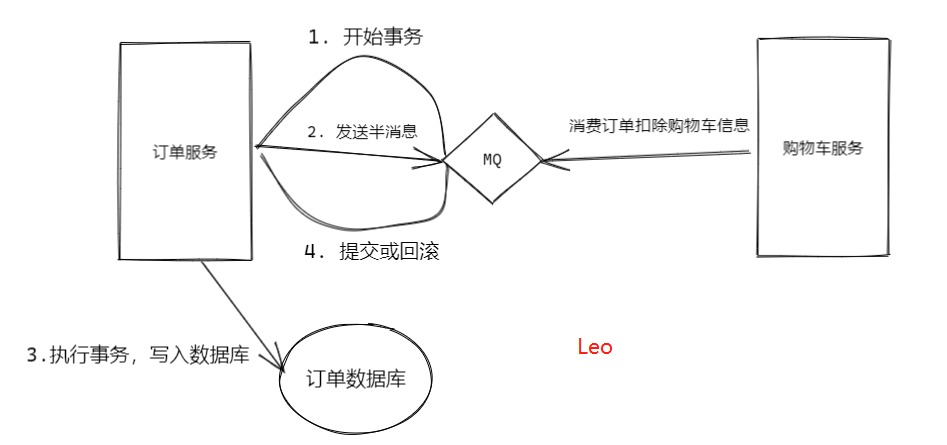 1. 开始事务
2. 发送半消息
消费订单扣除购物车信息
订单服务
MQ
购物车服务
4. 提交或回滚
3.执行事务，写入数据库
Leo
订单数据库